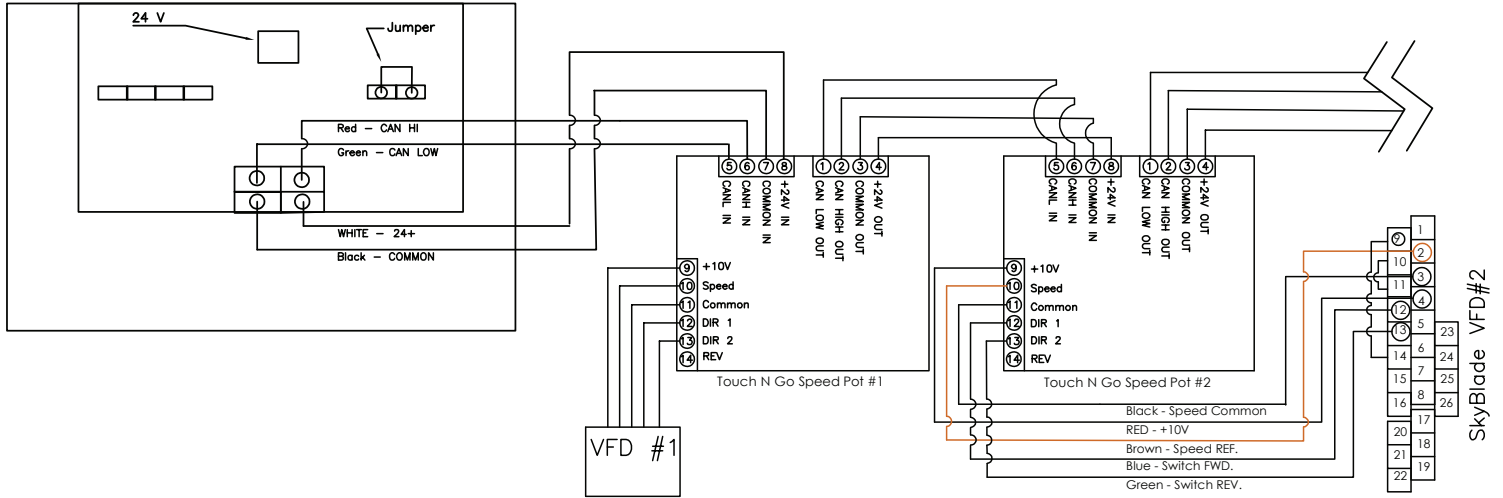 24 V
Jumper
Red – CAN HI
Green – CAN LOW
WHITE – 24+
Black – COMMON
5 6 7 8
CANL IN
CANH IN
COMMON IN
+24V IN
1 2 3 4
CAN LOW OUT
CAN HIGH OUT
COMMON OUT
+24V OUT
9 +10V
10 Speed
11 Common
12 DIR 1
13 DIR 2
14 REV
Touch N Go Speed Pot #1
VFD #1
5 6 7 8
CANL IN
CANH IN
COMMON IN
+24V IN
1 2 3 4
CAN LOW OUT
CAN HIGH OUT
COMMON OUT
+24V OUT
9 +10V
10 Speed
11 Common
12 DIR 1
13 DIR 2
14 REV
Touch N Go Speed Pot #2
Black - Speed Common
RED - +10V
Brown - Speed REF.
Blue - Switch FWD.
Green - Switch REV.
9
10
11
12
13
14
15
16
20
21
22
1
2
3
4
5
6
7
8
17
18
19
23
24
25
26
SkyBlade VFD#2